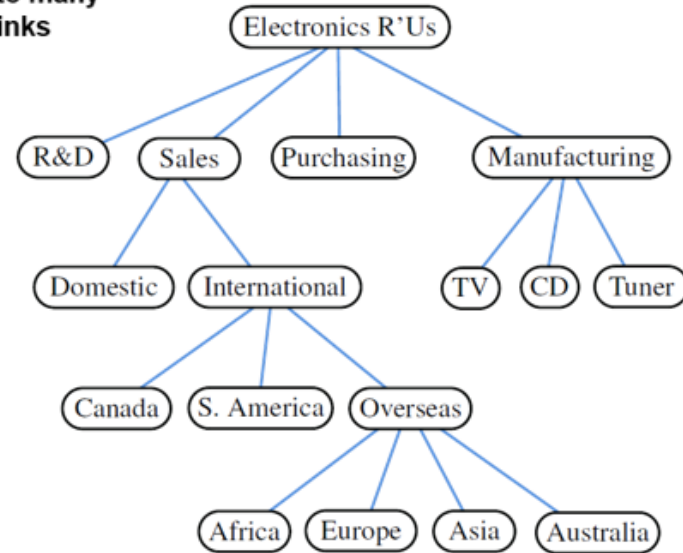 inks
Electronics R'Us
R&D Sales Purchasing Manufacturing
Domestic International TV CD Tuner
Canada S. America Overseas
Africa Europe Asia Australia